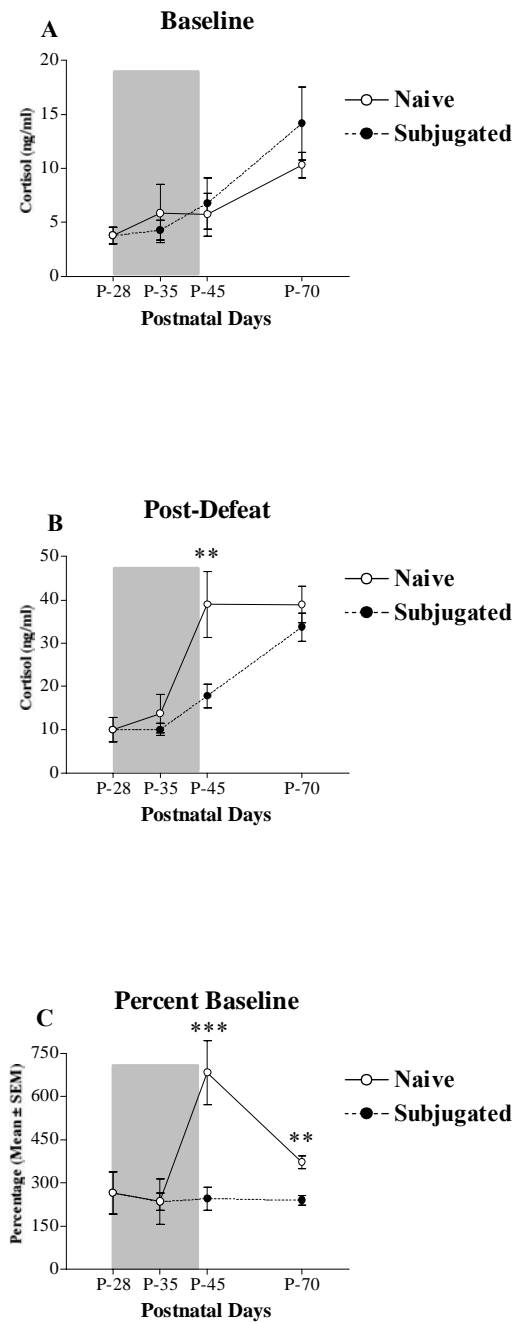 A
Baseline
20
15
10
5
0
Cortisol (ng/ml)
P-28 P-35 P-45 P-70
Postnatal Days
Naive
Subjugated
B
Post-Defeat
**
50
40
30
20
10
0
Cortisol (ng/ml)
P-28 P-35 P-45 P-70
Postnatal Days
Naive
Subjugated
C
Percent Baseline
***
**
750
600
450
300
150
0
Percentage (Mean ± SEM)
P-28 P-35 P-45 P-70
Postnatal Days
Naive
Subjugated